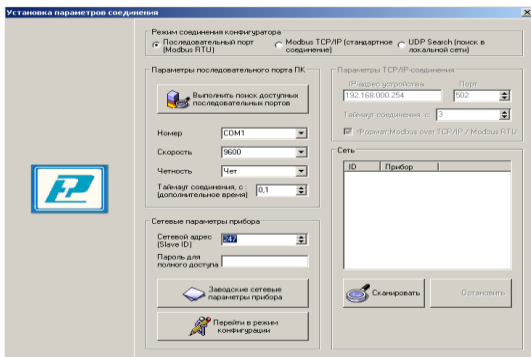 Установка параметров соединения
Режим соединения конфигуратора
Последовательный порт
(Modbus RTU)
Modbus TCP/IP (стандартное
соединение)
UDP Search (поиск в
локальной сети)
Параметры последовательного порта ПК
Выполнить поиск доступных
последовательных портов
Номер
COM1
Скорость
9600
Четность
Чет
Таймаут соединения, с :
(дополнительное время)
0,1
Сетевые параметры прибора
Сетевой адрес
(Slave ID)
247
Пароль для
полного доступа
Заводские сетевые
параметры прибора
Перейти в режим
конфигурации
Параметры TCP/IP-соединения
IP-адрес устройства
Порт
192.168.000.254
502
Таймаут соединения, с:
3
Формат:Modbus over TCP/IP / Modbus RTU
Сеть
ID
Прибор
Сканировать
Остановить